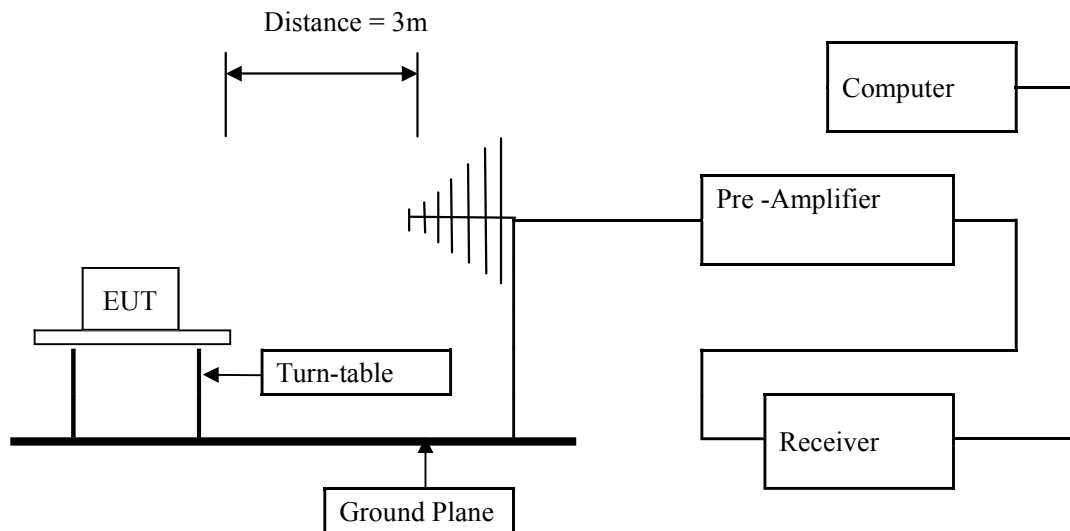 Distance = 3m
Computer
Pre -Amplifier
EUT
Turn-table
Receiver
Ground Plane